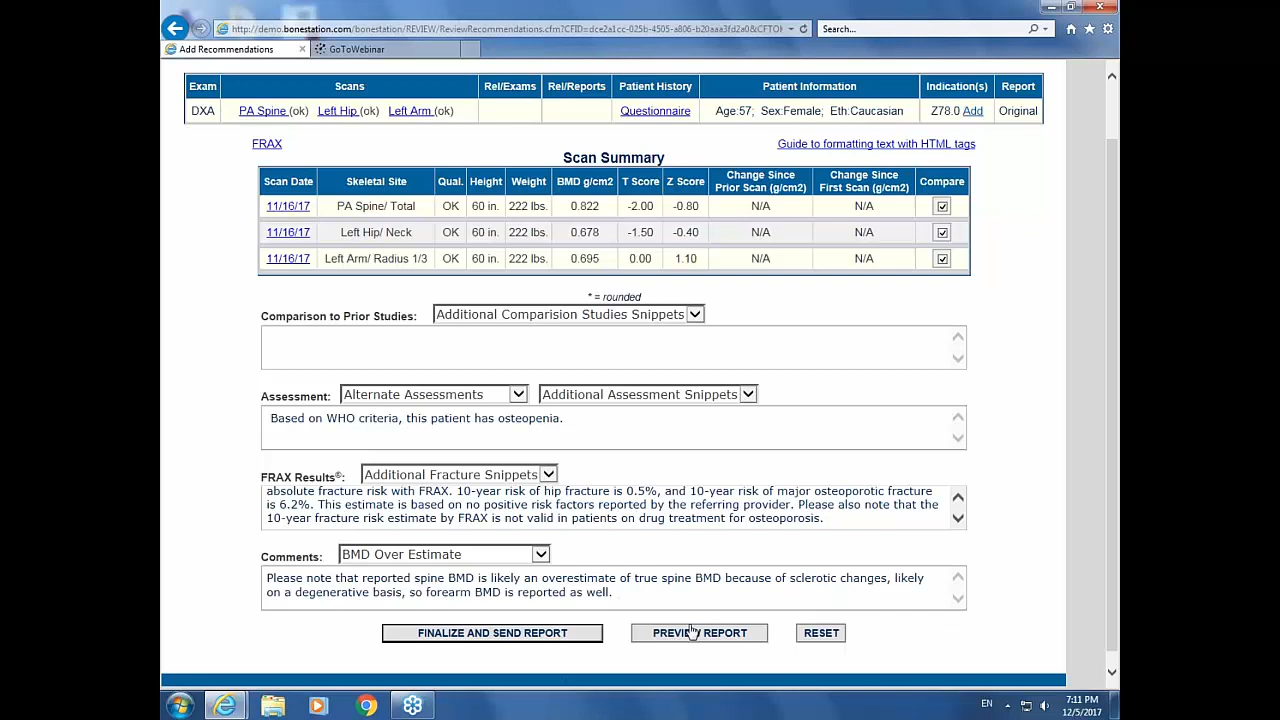 http://demo.bonestation.com/bonestation/REVIEW/ReviewRecommendations.cfm?CFID=dce2a1cc-025b-4505-a806-b20aaa3fd2a0&CFTO
Search...
Add Recommendations
GoToWebinar
Exam Scans Rel/Exams Rel/Reports Patient History Patient Information Indication(s) Report
DXA PA Spine (ok) Left Hip (ok) Left Arm (ok) Questionnaire Age:57; Sex:Female; Eth:Caucasian Z78.0 Add Original
FRAX Guide to formatting text with HTML tags
Scan Summary
Scan Date Skeletal Site Qual. Height Weight BMD g/cm2 T Score Z Score Change Since Prior Scan (g/cm2) Change Since First Scan (g/cm2) Compare
11/16/17 PA Spine/ Total OK 60 in. 222 lbs. 0.822 -2.00 -0.80 N/A N/A
11/16/17 Left Hip/ Neck OK 60 in. 222 lbs. 0.678 -1.50 -0.40 N/A N/A
11/16/17 Left Arm/ Radius 1/3 OK 60 in. 222 lbs. 0.695 0.00 1.10 N/A N/A
* = rounded
Comparison to Prior Studies: Additional Comparision Studies Snippets
Assessment: Alternate Assessments Additional Assessment Snippets
Based on WHO criteria, this patient has osteopenia.
FRAX Results®: Additional Fracture Snippets
absolute fracture risk with FRAX. 10-year risk of hip fracture is 0.5%, and 10-year risk of major osteoporotic fracture
is 6.2%. This estimate is based on no positive risk factors reported by the referring provider. Please also note that the
10-year fracture risk estimate by FRAX is not valid in patients on drug treatment for osteoporosis.
Comments: BMD Over Estimate
Please note that reported spine BMD is likely an overestimate of true spine BMD because of sclerotic changes, likely
on a degenerative basis, so forearm BMD is reported as well.
FINALIZE AND SEND REPORT PREVIEW REPORT RESET
EN 7:11 PM
12/5/2017